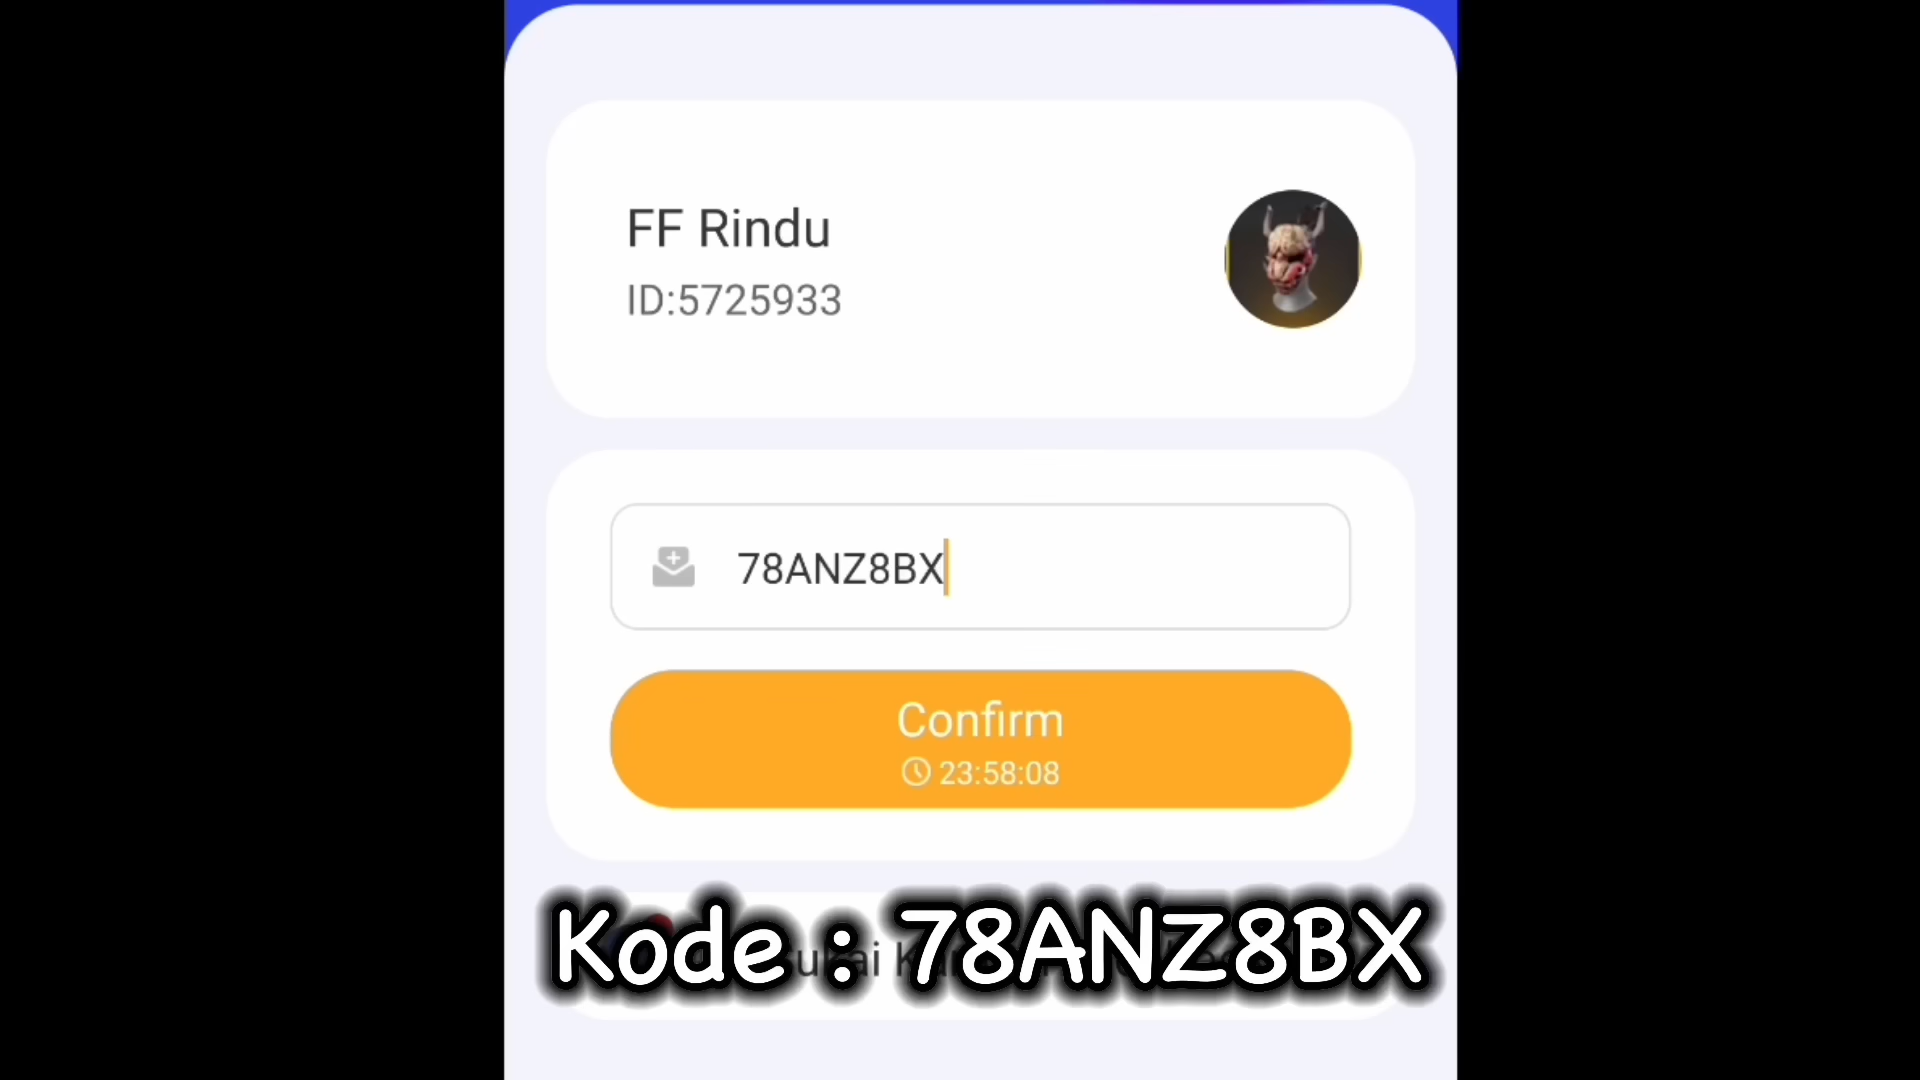 FF Rindu
ID:5725933
78ANZ8BX
Confirm
23:58:08
Kode : 78ANZ8BX